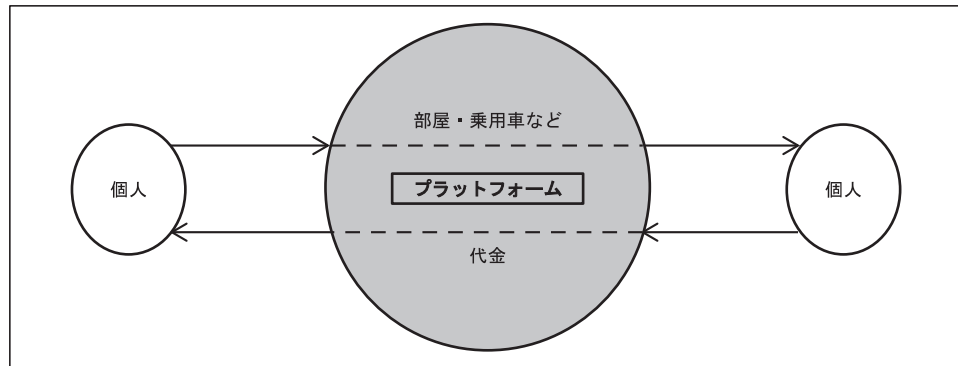 部屋・乗用車など
個人
プラットフォーム
個人
代金